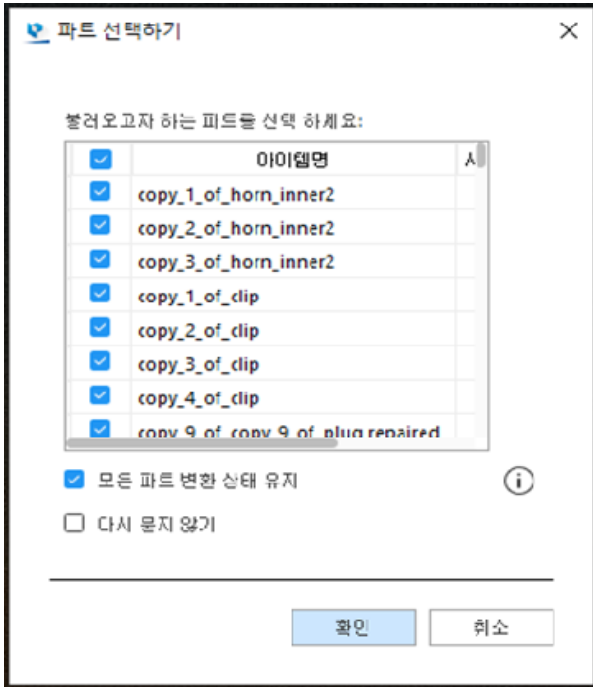 파트 선택하기
불러오고자 하는 피드를 선택 하세요:
아이템명
copy_1_of_horn_inner2
copy_2_of_horn_inner2
copy_3_of_horn_inner2
copy_1_of_clip
copy_2_of_clip
copy_3_of_clip
copy_4_of_clip
copy_9_of_copy_9_of_plug repaired
모든 파트 변환 상태 유지
다시 묻지 않기
확인 취소